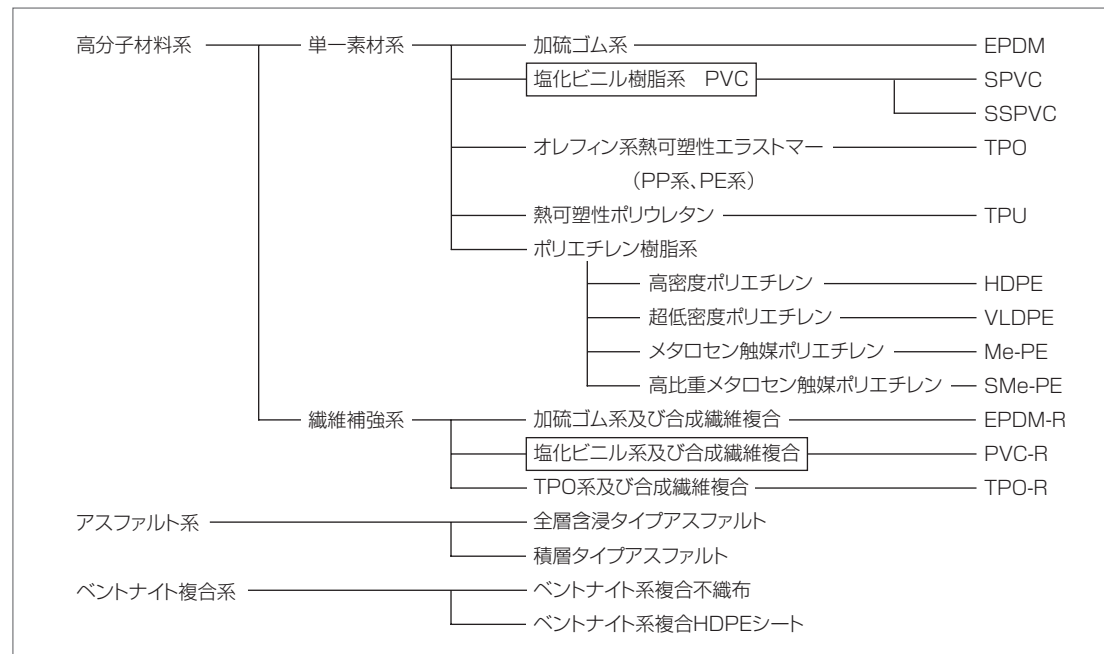 高分子材料系 単一素材系 加硫ゴム系 EPDM
塩化ビニル樹脂系 PVC SPVC
SSPVC
オレフィン系熱可塑性エラストマー TPO
（PP系、PE系）
熱可塑性ポリウレタン TPU
ポリエチレン樹脂系
高密度ポリエチレン HDPE
超低密度ポリエチレン VLDPE
メタロセン触媒ポリエチレン Me-PE
高比重メタロセン触媒ポリエチレン SMe-PE
繊維補強系 加硫ゴム系及び合成繊維複合 EPDM-R
塩化ビニル系及び合成繊維複合 PVC-R
TPO系及び合成繊維複合 TPO-R
アスファルト系 全層含浸タイプアスファルト
積層タイプアスファルト
ベントナイト複合系 ベントナイト系複合不織布
ベントナイト系複合HDPEシート